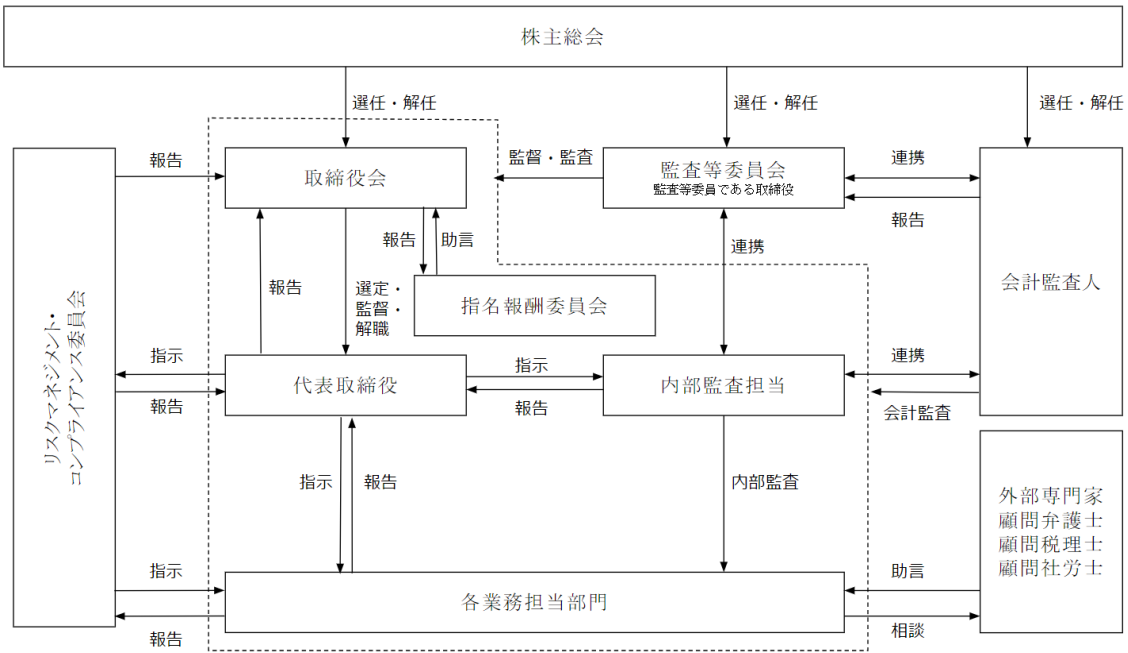 株主総会
選任・解任
選任・解任
選任・解任
報告
取締役会
監督・監査
監査等委員会
監査等委員である取締役
連携
報告
報告
助言
連携
会計監査人
報告
選定・
監督・
解職
指名報酬委員会
リスクマネジメント・
コンプライアンス委員会
指示
報告
代表取締役
指示
報告
内部監査担当
連携
会計監査
指示
報告
内部監査
外部専門家
顧問弁護士
顧問税理士
顧問社労士
指示
報告
各業務担当部門
助言
相談